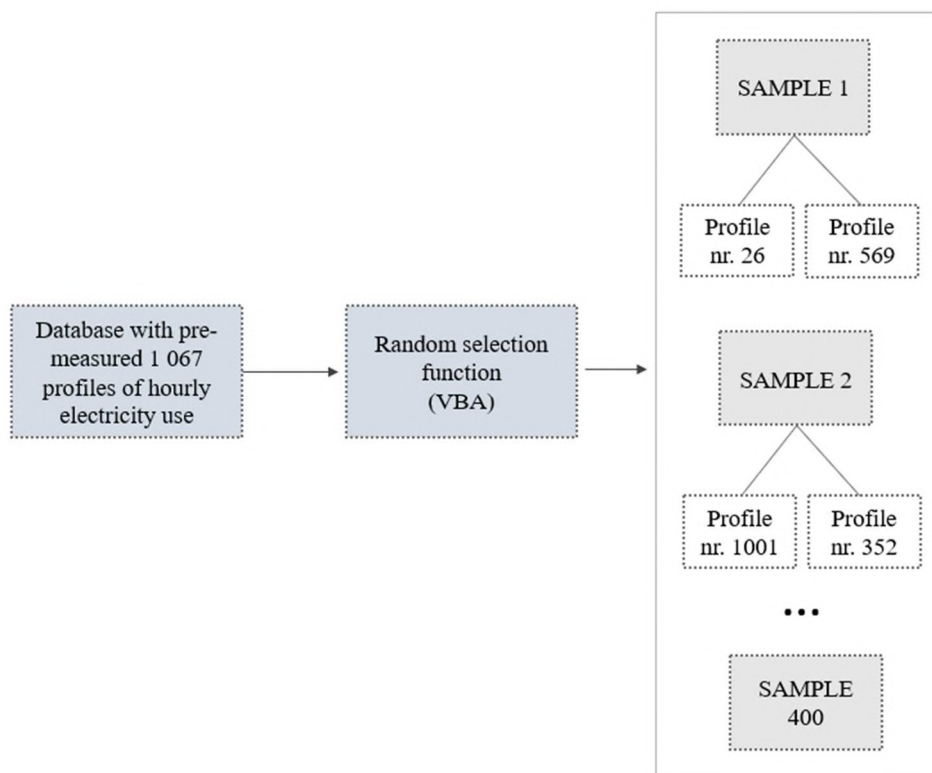 Database with pre-
measured 1 067
profiles of hourly
electricity use
Random selection
function
(VBA)
SAMPLE 1
Profile
nr. 26
Profile
nr. 569
SAMPLE 2
Profile
nr. 1001
Profile
nr. 352
...
SAMPLE
400